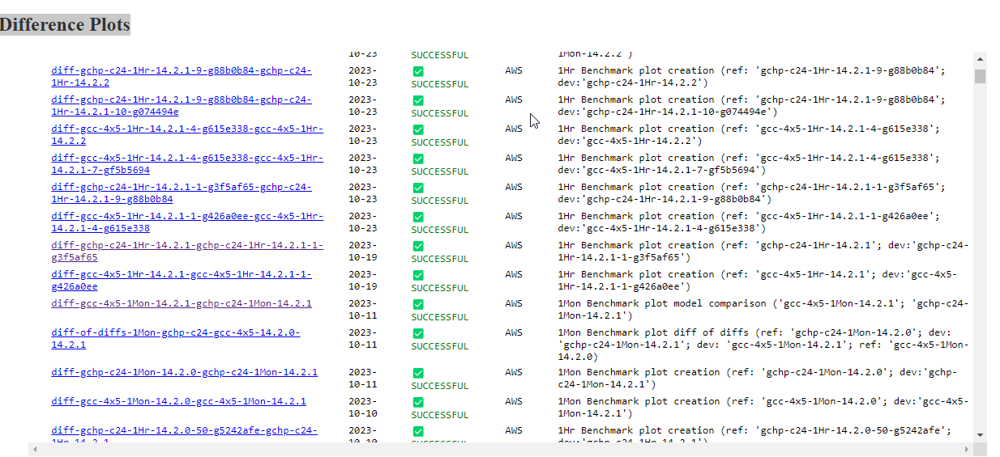 Difference Plots
10-23 SUCCESSFUL 1Mon-14.2.2')
diff-gchp-c24-1Hr-14.2.1-9-g88b0b84-gchp-c24- 2023- AWS 1Hr Benchmark plot creation (ref: 'gchp-c24-1Hr-14.2.1-9-g88b0b84';
1Hr-14.2.2 10-23 SUCCESSFUL dev:'gchp-c24-1Hr-14.2.2')
diff-gchp-c24-1Hr-14.2.1-9-g88b0b84-gchp-c24- 2023- AWS 1Hr Benchmark plot creation (ref: 'gchp-c24-1Hr-14.2.1-9-g88b0b84';
1Hr-14.2.1-10-g074494e 10-23 SUCCESSFUL dev:'gchp-c24-1Hr-14.2.1-10-g074494e')
diff-gcc-4x5-1Hr-14.2.1-4-g615e338-gcc-4x5-1Hr- 2023- AWS 1Hr Benchmark plot creation (ref: 'gcc-4x5-1Hr-14.2.1-4-g615e338';
14.2.2 10-23 SUCCESSFUL dev:'gcc-4x5-1Hr-14.2.2')
diff-gcc-4x5-1Hr-14.2.1-4-g615e338-gcc-4x5-1Hr- 2023- AWS 1Hr Benchmark plot creation (ref: 'gcc-4x5-1Hr-14.2.1-4-g615e338';
14.2.1-7-gf5b5694 10-23 SUCCESSFUL dev:'gcc-4x5-1Hr-14.2.1-7-gf5b5694')
diff-gchp-c24-1Hr-14.2.1-1-g3f5af65-gchp-c24- 2023- AWS 1Hr Benchmark plot creation (ref: 'gchp-c24-1Hr-14.2.1-1-g3f5af65';
1Hr-14.2.1-9-g88b0b84 10-23 SUCCESSFUL dev:'gchp-c24-1Hr-14.2.1-9-g88b0b84')
diff-gcc-4x5-1Hr-14.2.1-1-g426a0ee-gcc-4x5-1Hr- 2023- AWS 1Hr Benchmark plot creation (ref: 'gcc-4x5-1Hr-14.2.1-1-g426a0ee';
14.2.1-4-g615e338 10-23 SUCCESSFUL dev:'gcc-4x5-1Hr-14.2.1-4-g615e338')
diff-gchp-c24-1Hr-14.2.1-gchp-c24-1Hr-14.2.1-1- 2023- AWS 1Hr Benchmark plot creation (ref: 'gchp-c24-1Hr-14.2.1'; dev:'gchp-c24-
g3f5af65 10-19 SUCCESSFUL 1Hr-14.2.1-1-g3f5af65')
diff-gcc-4x5-1Hr-14.2.1-gcc-4x5-1Hr-14.2.1-1- 2023- AWS 1Hr Benchmark plot creation (ref: 'gcc-4x5-1Hr-14.2.1'; dev:'gcc-4x5-
g426a0ee 10-19 SUCCESSFUL 1Hr-14.2.1-1-g426a0ee')
diff-gcc-4x5-1Mon-14.2.1-gchp-c24-1Mon-14.2.1 2023- AWS 1Mon Benchmark plot model comparison ('gcc-4x5-1Mon-14.2.1'; 'gchp-c24-
10-11 SUCCESSFUL 1Mon-14.2.1')
diff-of-diffs-1Mon-gchp-c24-gcc-4x5-14.2.0- 2023- AWS 1Mon Benchmark plot diff of diffs (ref: 'gchp-c24-1Mon-14.2.0'; dev:
14.2.1 10-11 SUCCESSFUL 'gchp-c24-1Mon-14.2.1'; dev: 'gcc-4x5-1Mon-14.2.1'; ref: 'gcc-4x5-1Mon-
14.2.0)
diff-gchp-c24-1Mon-14.2.0-gchp-c24-1Mon-14.2.1 2023- AWS 1Mon Benchmark plot creation (ref: 'gchp-c24-1Mon-14.2.0'; dev:'gchp-
10-11 SUCCESSFUL c24-1Mon-14.2.1')
diff-gcc-4x5-1Mon-14.2.0-gcc-4x5-1Mon-14.2.1 2023- AWS 1Mon Benchmark plot creation (ref: 'gcc-4x5-1Mon-14.2.0'; dev:'gcc-4x5-
10-10 SUCCESSFUL 1Mon-14.2.1')
diff-gchp-c24-1Hr-14.2.0-50-g5242afe-gchp-c24- 2023- AWS 1Hr Benchmark plot creation (ref: 'gchp-c24-1Hr-14.2.0-50-g5242afe';
1Hr-14.2.1 10-10 SUCCESSFUL dev:'gchp-c24-1Hr-14.2.1')